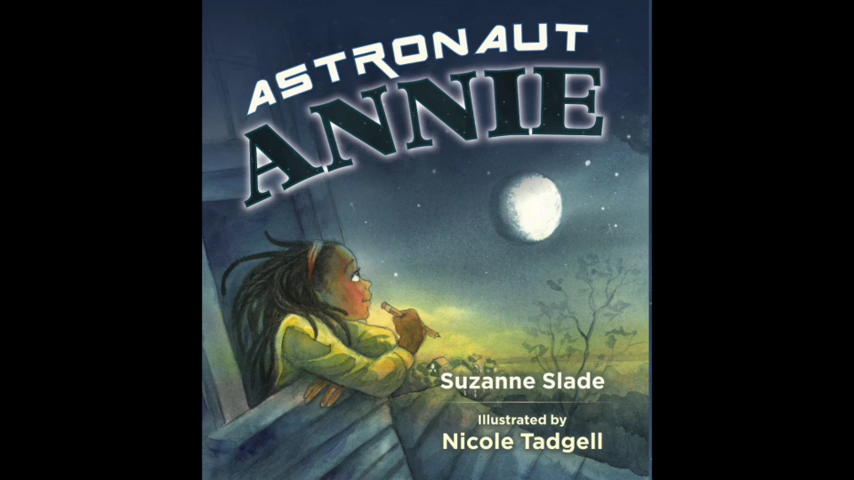 ASTRONAUT
ANNIE
Suzanne Slade
Illustrated by
Nicole Tadgell